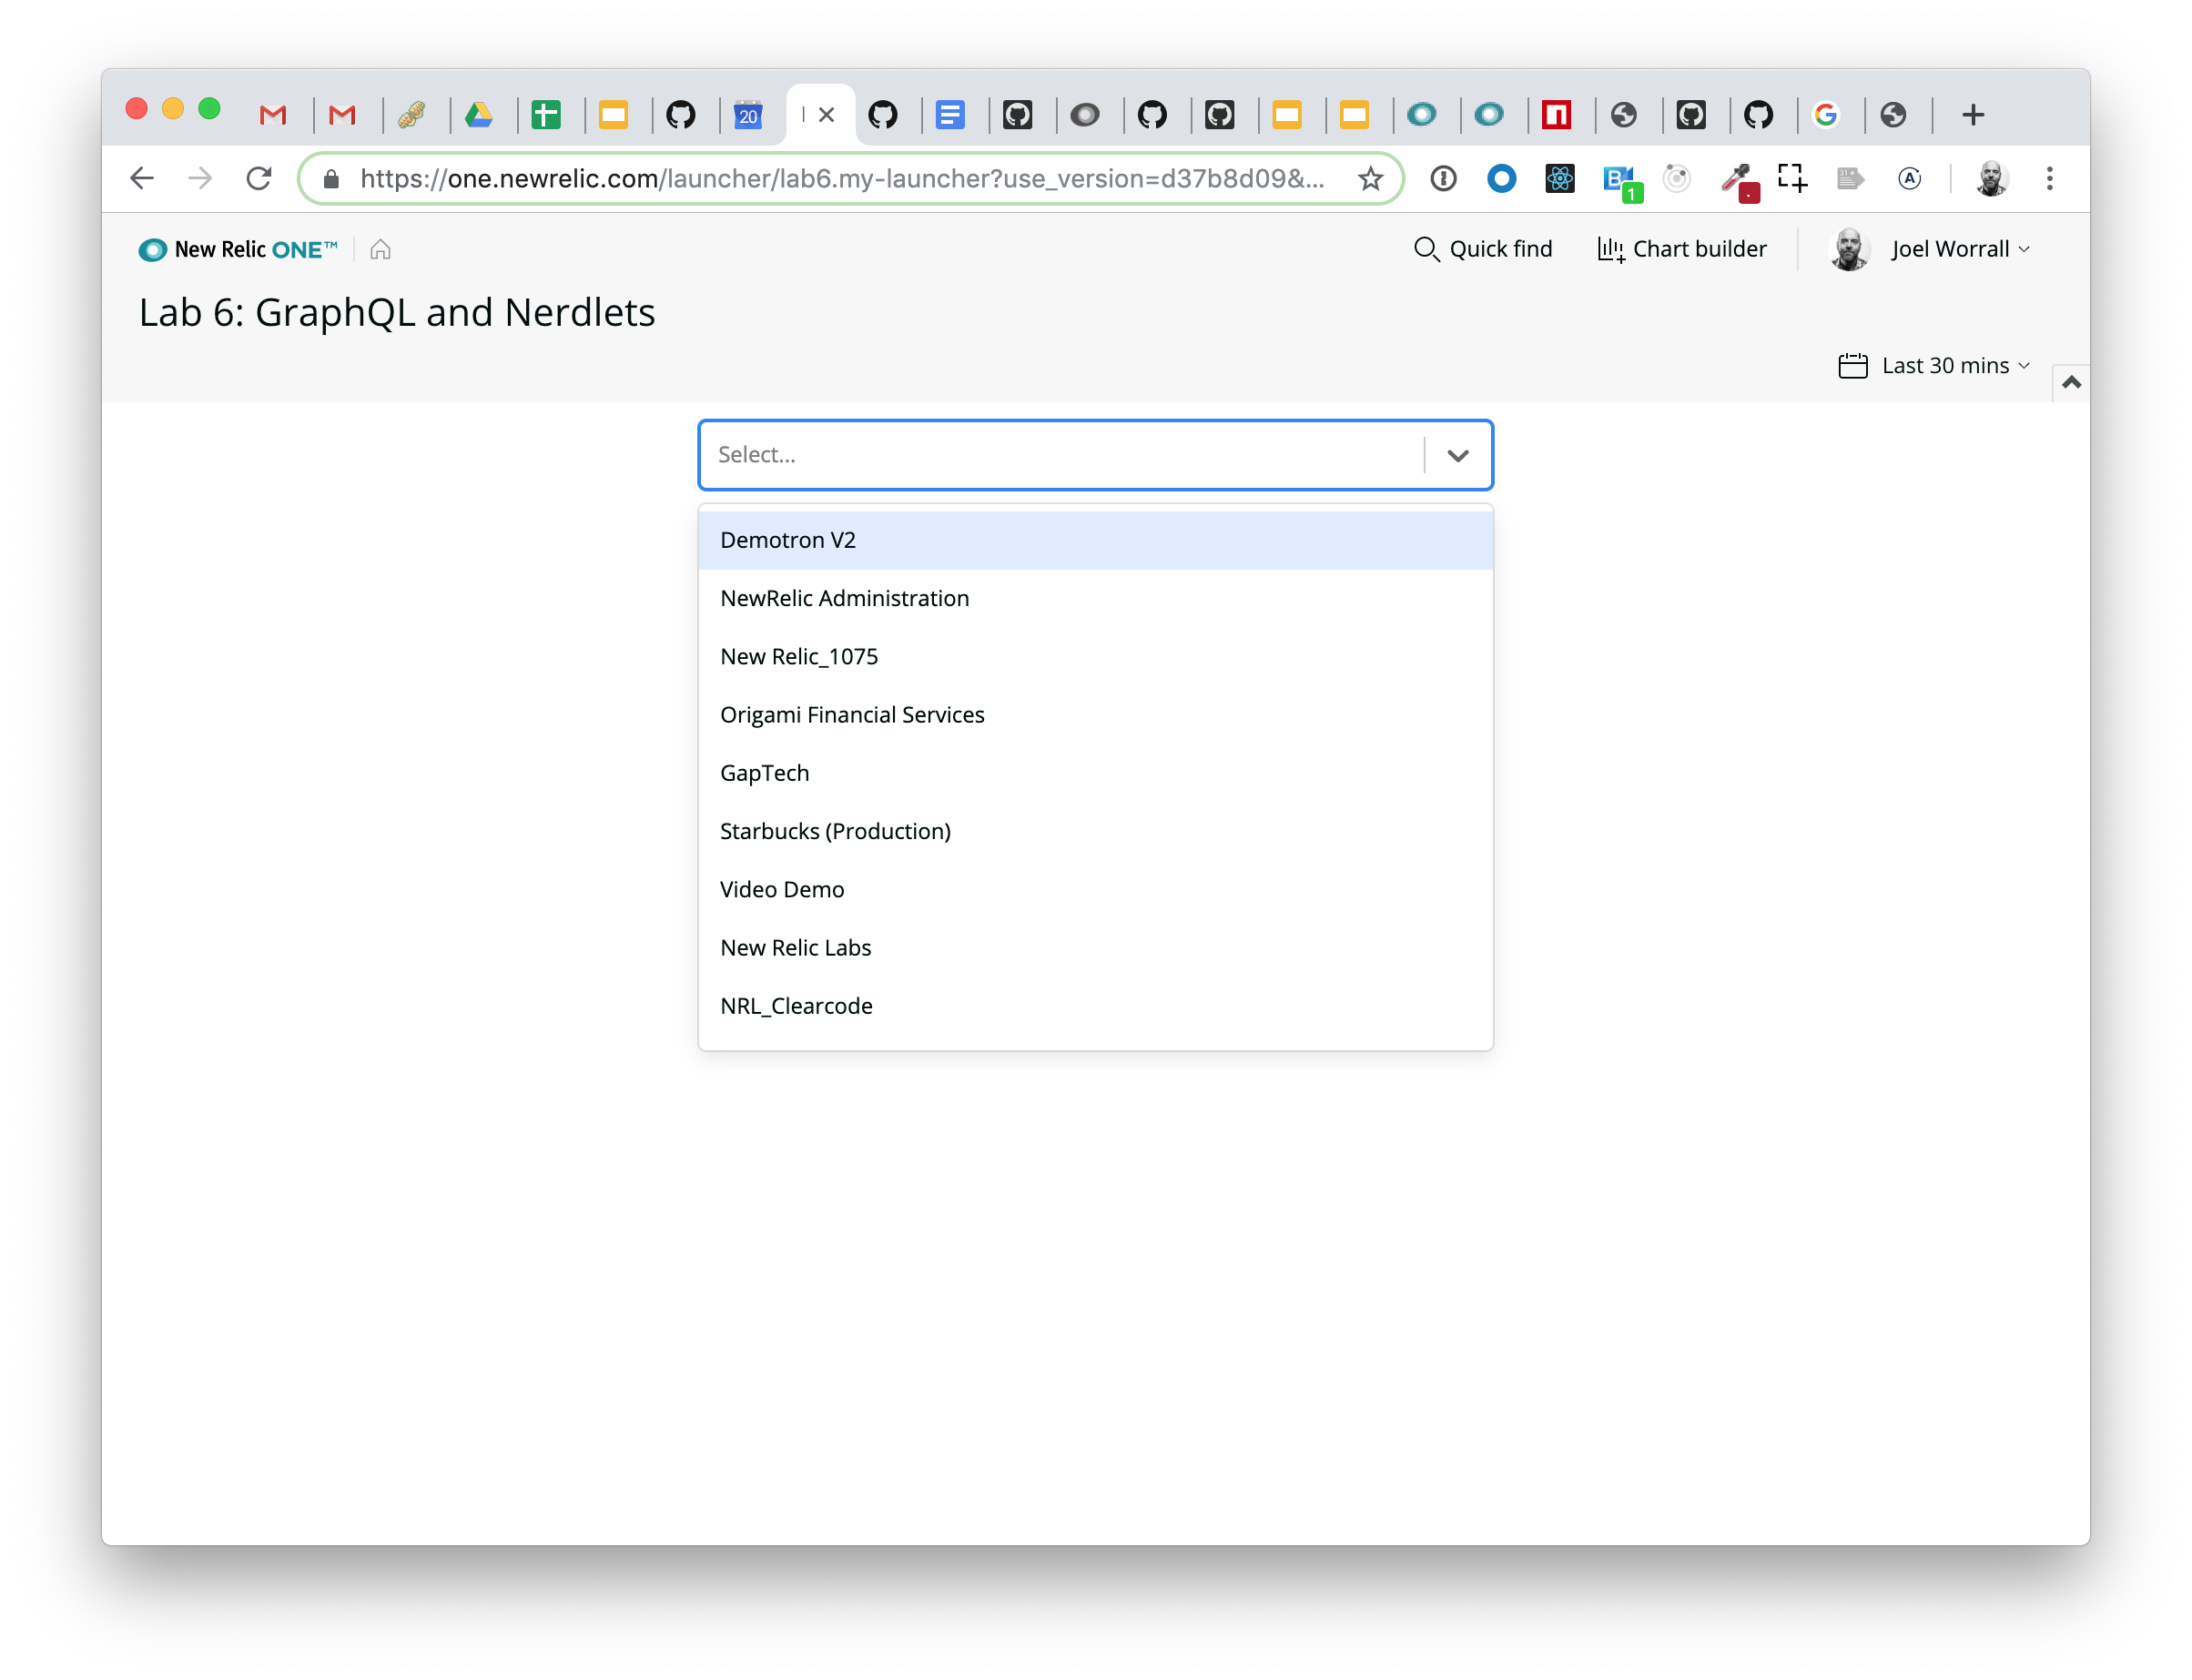 20
https://one.newrelic.com/launcher/lab6.my-launcher?use_version=d37b8d09&...
1
New Relic ONE™
Quick find
Chart builder
Joel Worrall
Lab 6: GraphQL and Nerdlets
Last 30 mins
Select...
Demotron V2
NewRelic Administration
New Relic_1075
Origami Financial Services
GapTech
Starbucks (Production)
Video Demo
New Relic Labs
NRL_Clearcode